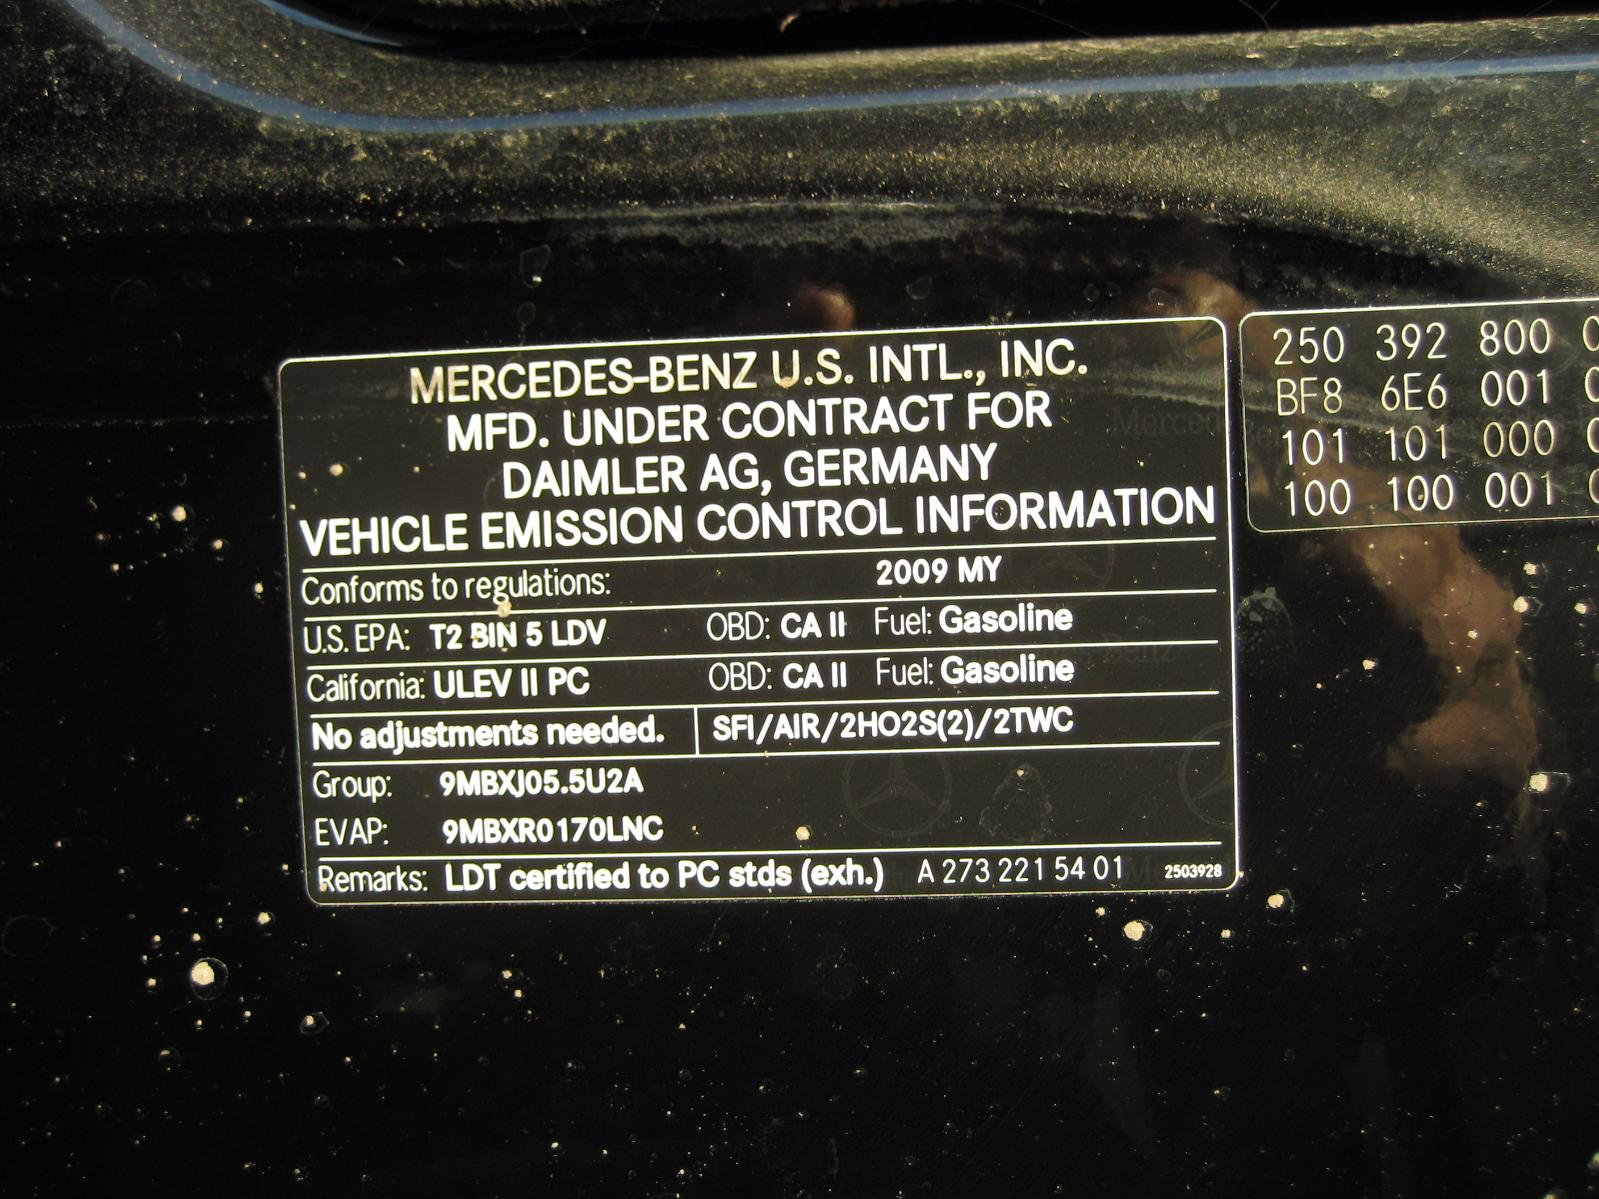 MERCEDES-BENZ U.S. INTL., INC.
MFD. UNDER CONTRACT FOR
DAIMLER AG, GERMANY
VEHICLE EMISSION CONTROL INFORMATION
Conforms to regulations: 2009 MY
U.S. EPA: T2 BIN 5 LDV OBD: CA II Fuel: Gasoline
California: ULEV II PC OBD: CA II Fuel: Gasoline
No adjustments needed. SFI/AIR/2HO2S(2)/2TWC
Group: 9MBXJ05.5U2A
EVAP: 9MBXR0170LNC
Remarks: LDT certified to PC stds (exh.) A 273 221 54 01 2503928
250 392 800
BF8 6E6 001
101 101 000
100 100 001